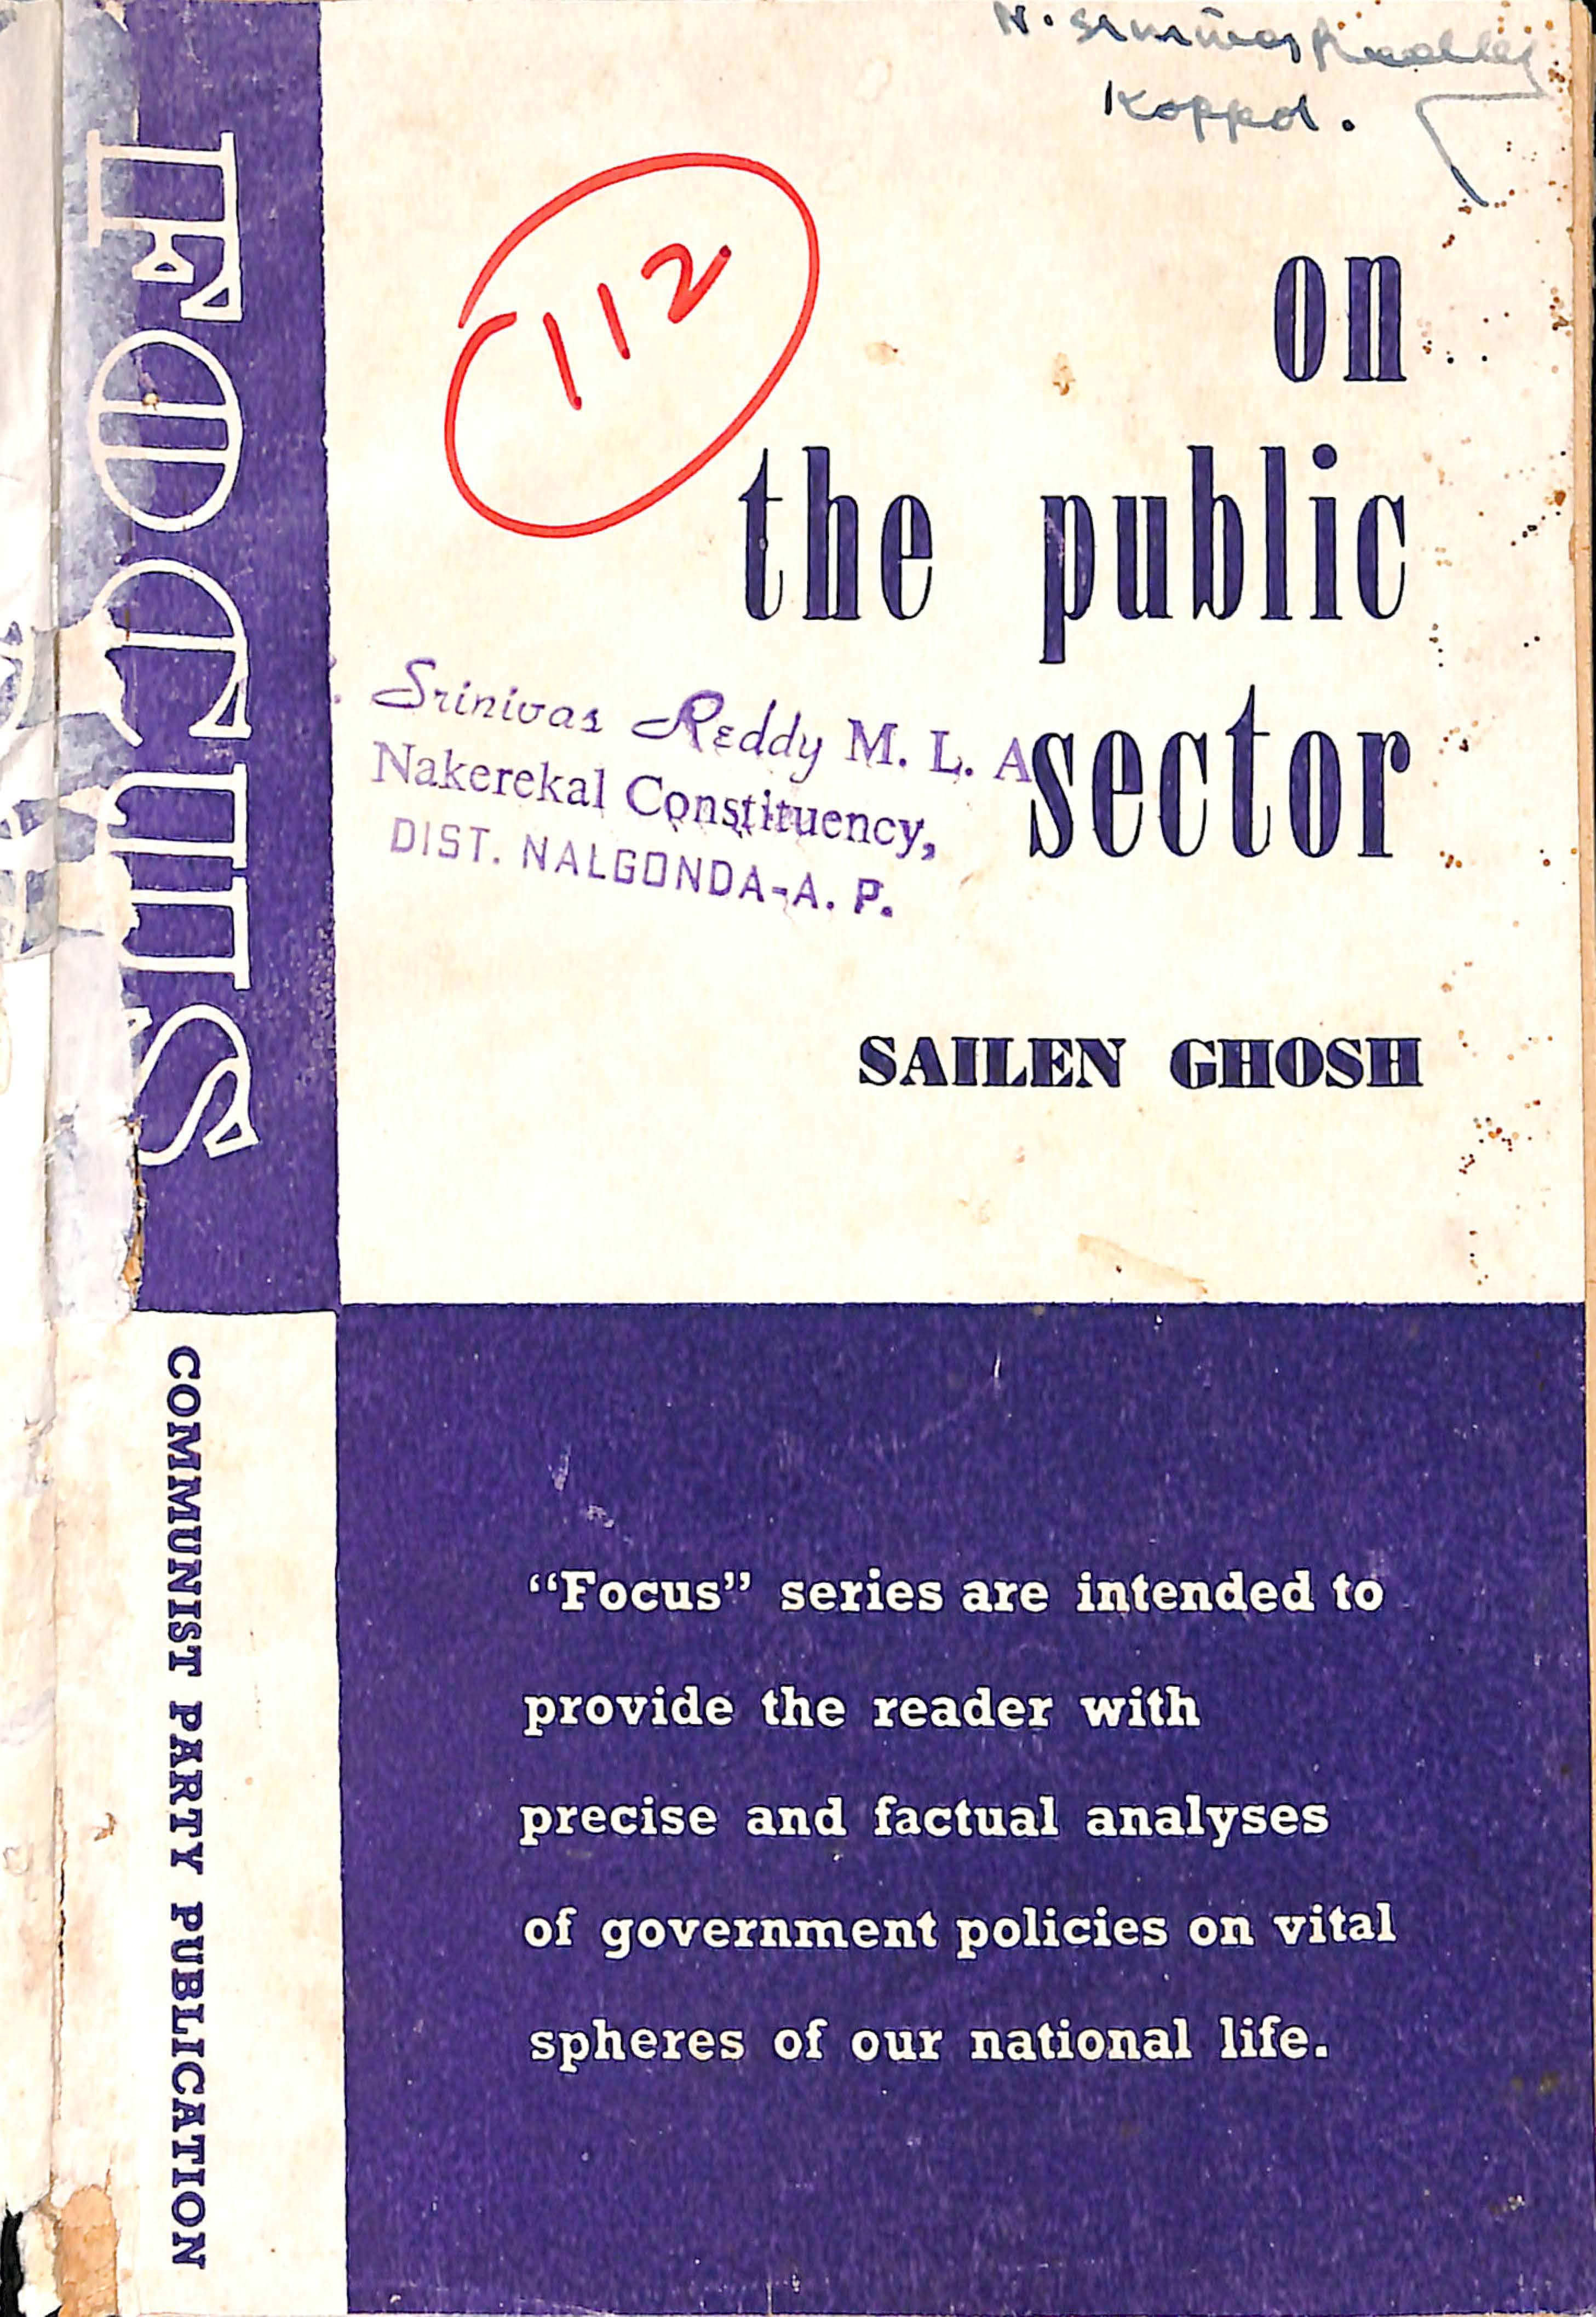 Koppol.
112
FOCUS
on
the public
sector
Srinivas Reddy M. L. A
Nakerekal Constituency,
DIST. NALGONDA-A. P.
SAILEN GHOSH
COMMUNIST PARTY PUBLICATION
"Focus" series are intended to
provide the reader with
precise and factual analyses
of government policies on vital
spheres of our national life.